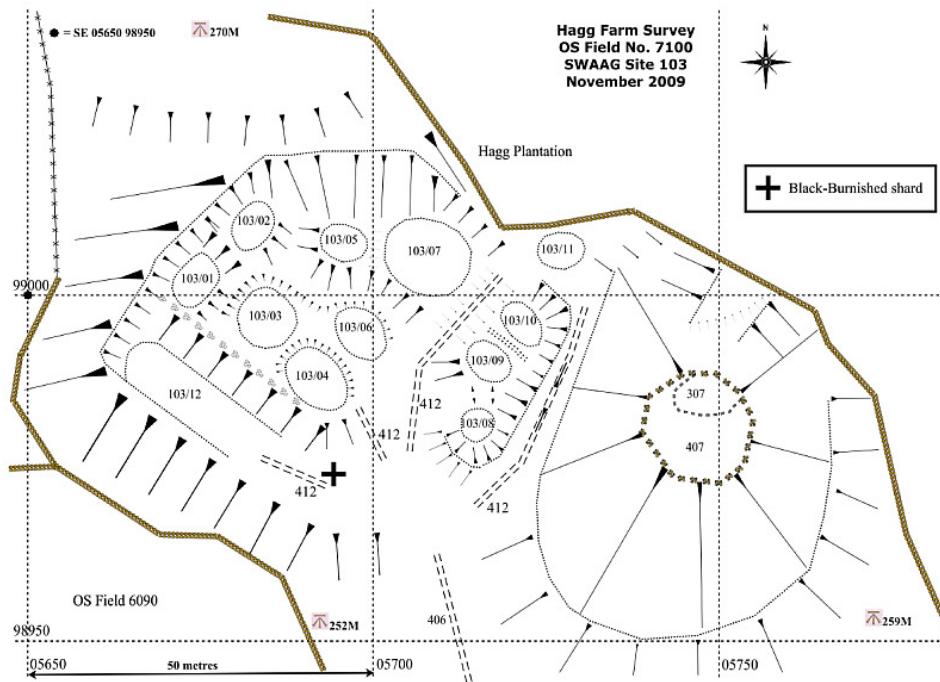 = SE 05650 98950
270M
Hagg Farm Survey
OS Field No. 7100
SWAAG Site 103
November 2009
N
Hagg Plantation
Black-Burnished shard
103/02
103/05
103/07
103/11
103/01
99000
103/03
103/06
103/10
103/09
103/04
103/12
307
412
103/08
407
412
412
412
OS Field 6090
406
252M
259M
98950
05650
50 metres
05700
05750